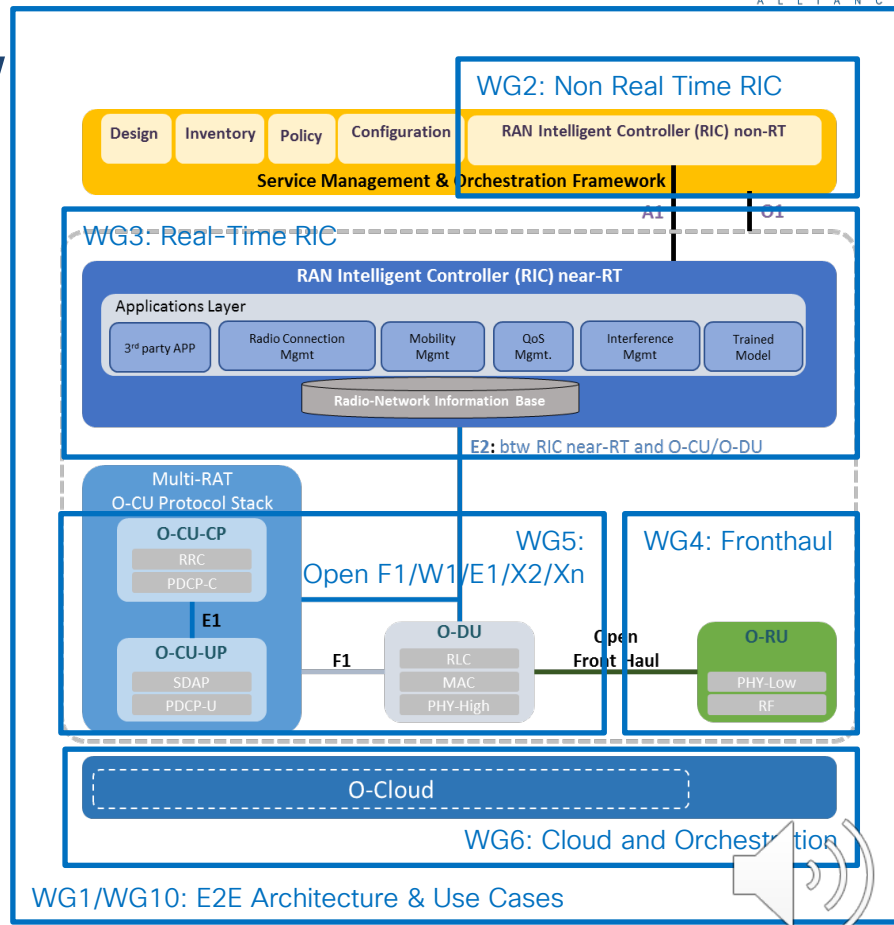 A L L I A N C
WG2: Non Real Time RIC
Design
Inventory
Policy
Configuration
RAN Intelligent Controller (RIC) non-RT
Service Management & Orchestration Framework
A1
O1
WG3: Real-Time RIC
RAN Intelligent Controller (RIC) near-RT
Applications Layer
3rd party APP
Radio Connection
Mgmt
Mobility
Mgmt
QoS
Mgmt.
Interference
Mgmt
Trained
Model
Radio-Network Information Base
E2: btw RIC near-RT and O-CU/O-DU
Multi-RAT
O-CU Protocol Stack
O-CU-CP
RRC
PDCP-C
E1
O-CU-UP
SDAP
PDCP-U
WG5:
Open F1/W1/E1/X2/Xn
F1
O-DU
RLC
MAC
PHY-High
Open
Front Haul
WG4: Fronthaul
O-RU
PHY-Low
RF
O-Cloud
WG6: Cloud and Orchestration
WG1/WG10: E2E Architecture & Use Cases